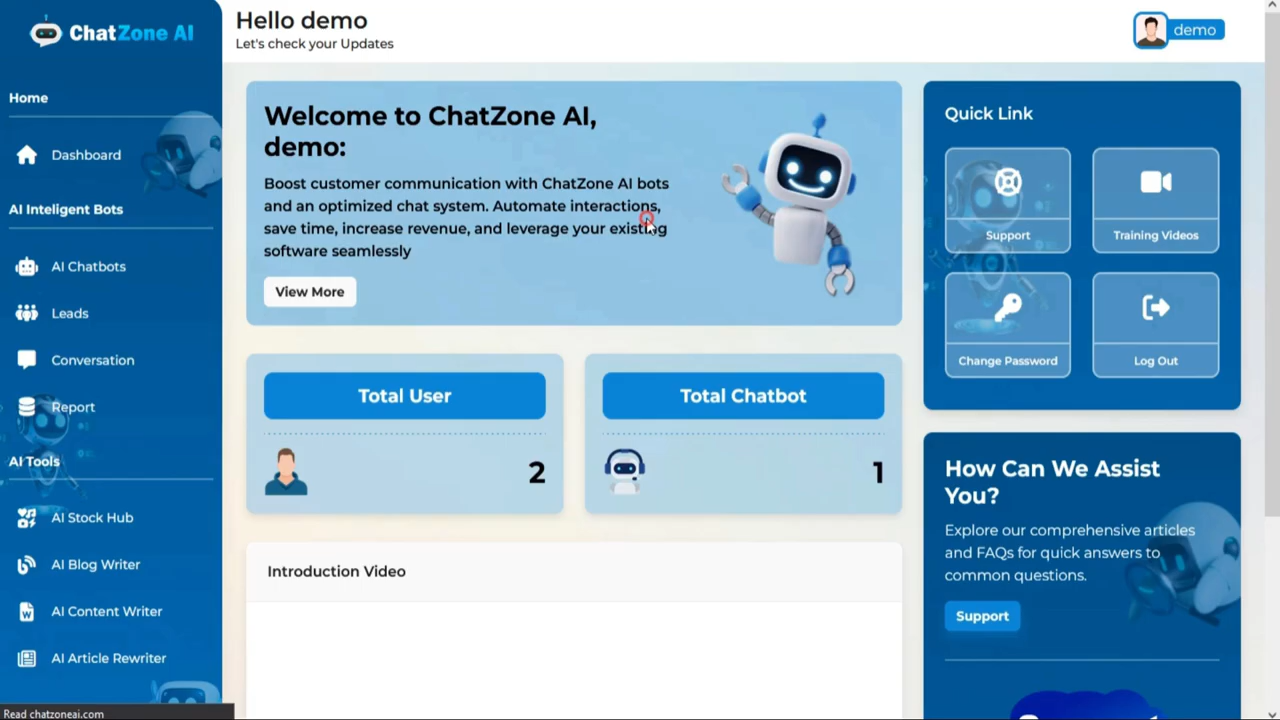 ChatZone AI
Home
Dashboard
AI Inteligent Bots
AI Chatbots
Leads
Conversation
Report
AI Tools
AI Stock Hub
AI Blog Writer
AI Content Writer
AI Article Rewriter
Read chatzoneai.com
Hello demo
Let's check your Updates
demo
Welcome to ChatZone AI,
demo:
Boost customer communication with ChatZone AI bots
and an optimized chat system. Automate interactions,
save time, increase revenue, and leverage your existing
software seamlessly
View More
Total User
2
Total Chatbot
1
Introduction Video
Quick Link
Support
Training Videos
Change Password
Log Out
How Can We Assist
You?
Explore our comprehensive articles
and FAQs for quick answers to
common questions.
Support